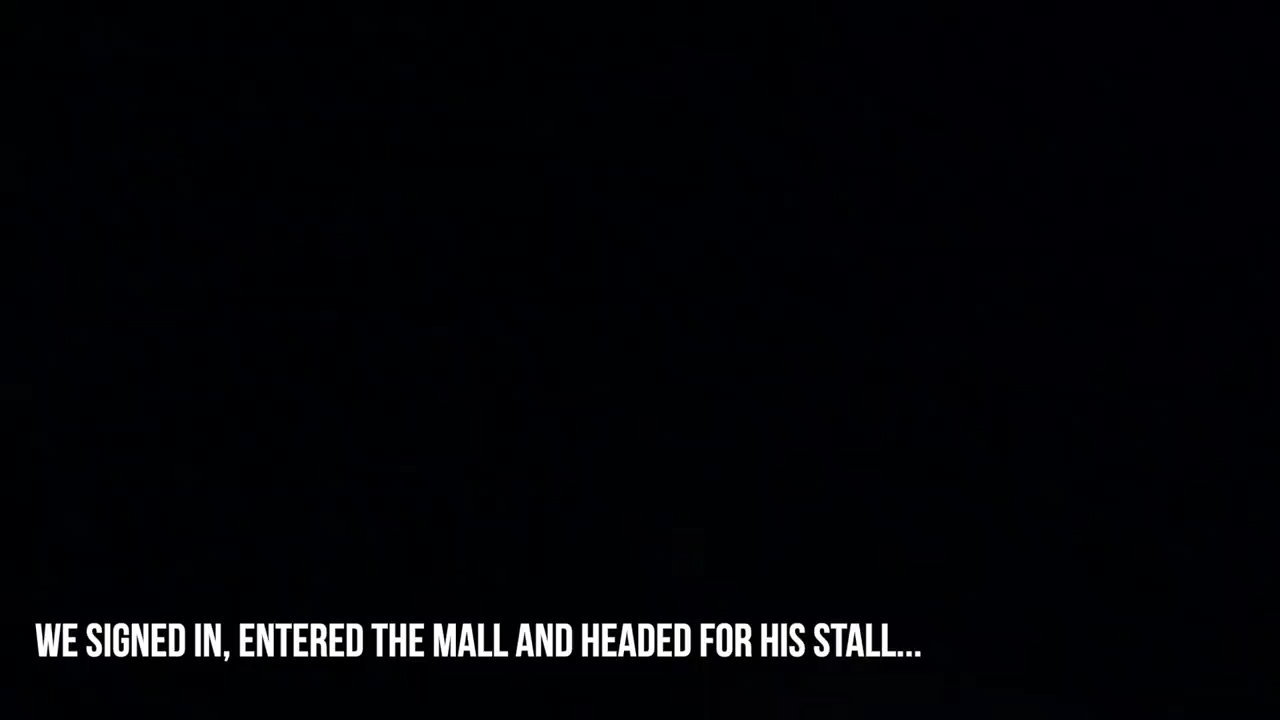 WE SIGNED IN, ENTERED THE MALL AND HEADED FOR HIS STALL...